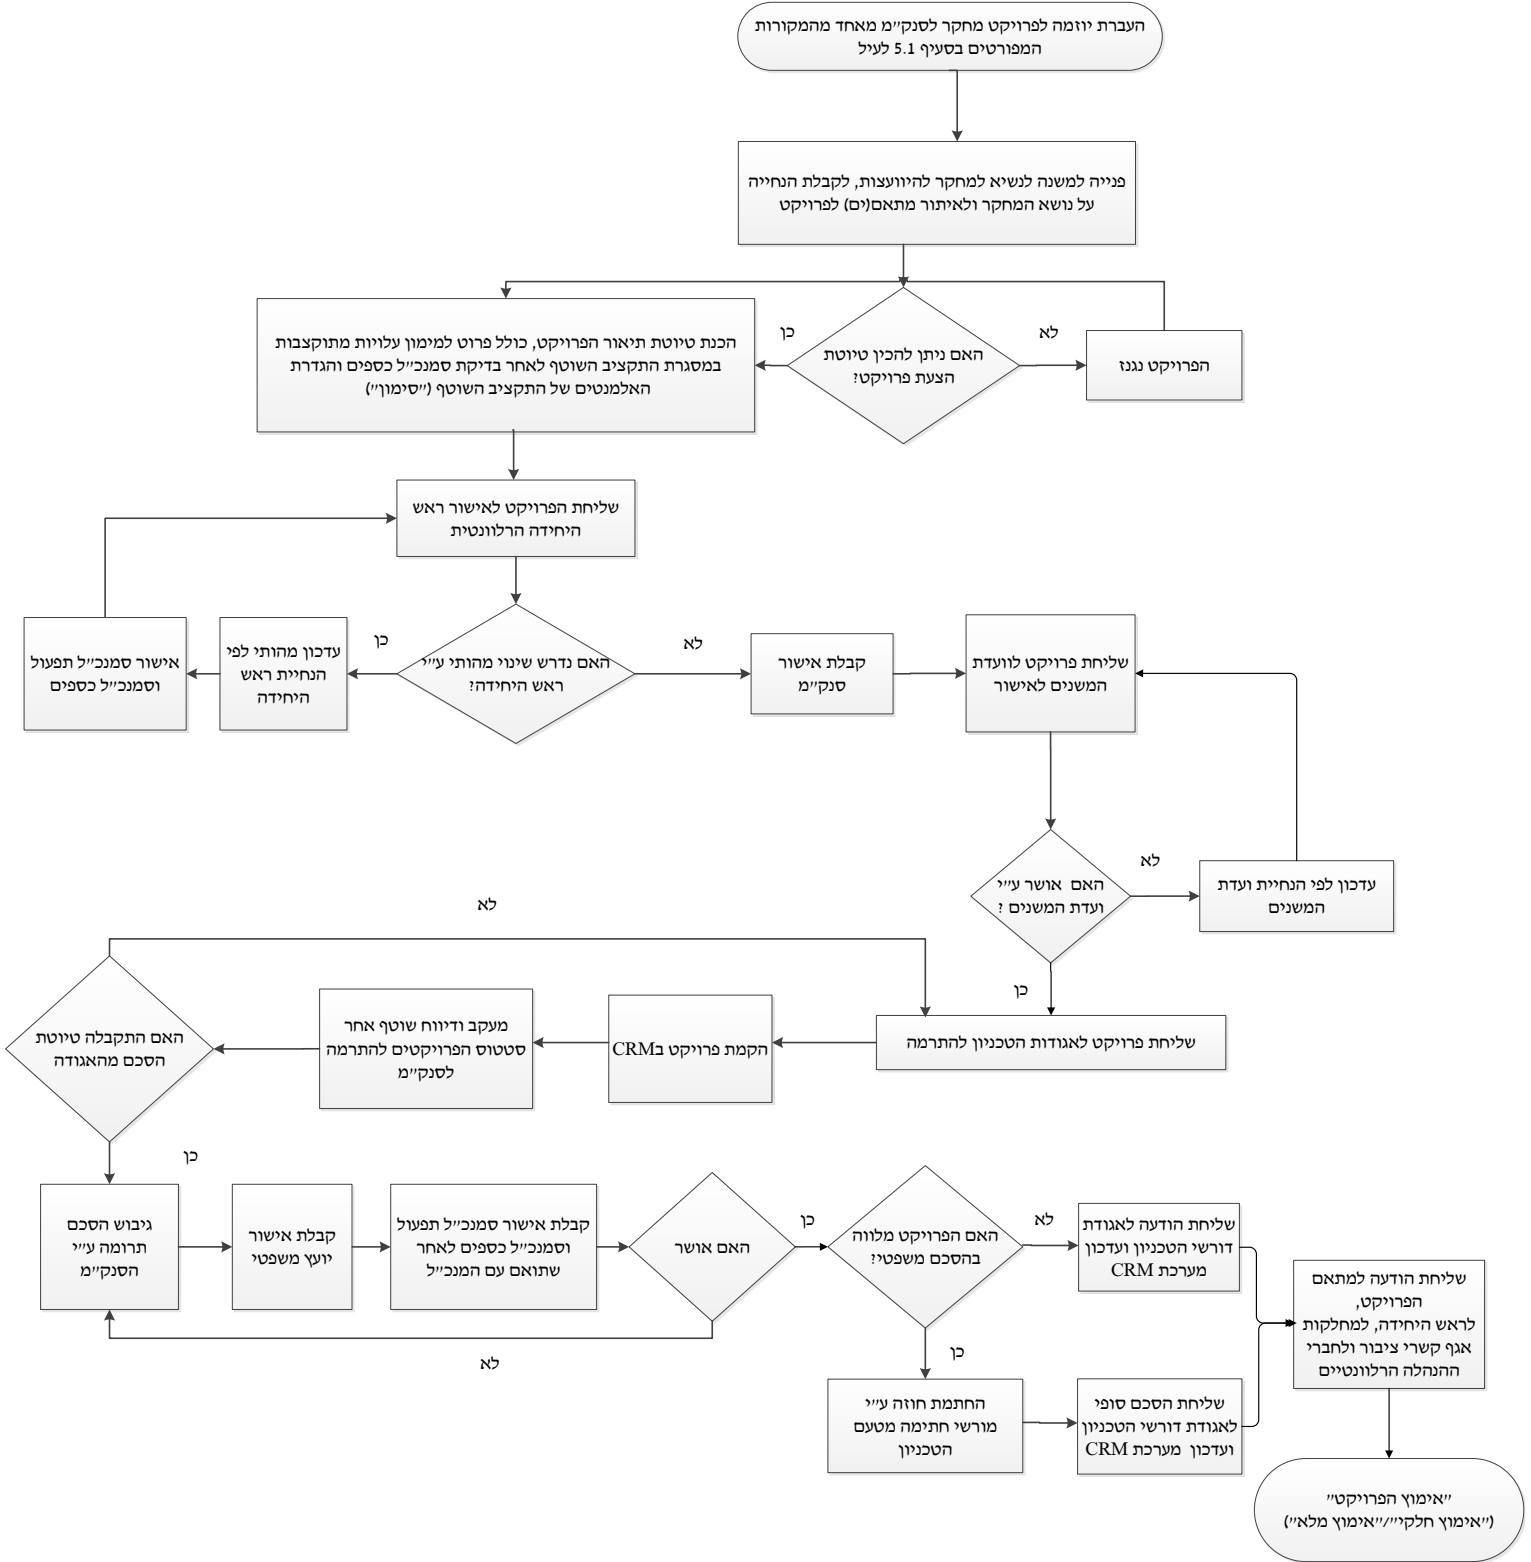 העברת יוזמה לפרויקט מחקר לסנק״מ מאחד מהמקורות
המפורטים בסעיף 5.1 לעיל
פנייה למשנה לנשיא למחקר להיוועצות, לקבלת הנחייה
על נושא המחקר ולאיתור מתאם(ים) לפרויקט
האם ניתן להכין טיוטת
הצעת פרויקט?
לא
הפרויקט נגנז
כן
הכנת טיוטת תיאור הפרויקט, כולל פרוט למימון עלויות מתוקצבות
במסגרת התקציב השוטף לאחר בדיקת סמנכ״ל כספים והגדרת
האלמנטים של התקציב השוטף (״סימון״)
שליחת הפרויקט לאישור ראש
היחידה הרלוונטית
האם נדרש שינוי מהותי ע״י
ראש היחידה?
כן
עדכון מהותי לפי
הנחיית ראש
היחידה
אישור סמנכ״ל תפעול
וסמנכ״ל כספים
לא
קבלת אישור
סנק״מ
שליחת פרויקט לוועדת
המשנים לאישור
האם אושר ע״י
ועדת המשנים ?
לא
עדכון לפי הנחיית ועדת
המשנים
כן
שליחת פרויקט לאגודות הטכניון להתרמה
הקמת פרויקט בCRM
מעקב ודיווח שוטף אחר
סטטוס הפרויקטים להתרמה
לסנק״מ
האם התקבלה טיוטת
הסכם מהאגודה
לא
כן
גיבוש הסכם
תרומה ע״י
הסנק״מ
קבלת אישור
יועץ משפטי
קבלת אישור סמנכ״ל תפעול
וסמנכ״ל כספים לאחר
שתואם עם המנכ״ל
האם אושר
לא
כן
האם הפרויקט מלווה
בהסכם משפטי?
לא
שליחת הודעה לאגודת
דורשי הטכניון ועדכון
מערכת CRM
כן
החתמת חוזה ע״י
מורשי חתימה מטעם
הטכניון
שליחת הסכם סופי
לאגודת דורשי הטכניון
ועדכון מערכת CRM
שליחת הודעה למתאם
הפרויקט,
לראש היחידה, למחלקות
אגף קשרי ציבור ולחברי
ההנהלה הרלוונטיים
״אימוץ הפרויקט״
(״אימוץ חלקי״/״אימוץ מלא״)